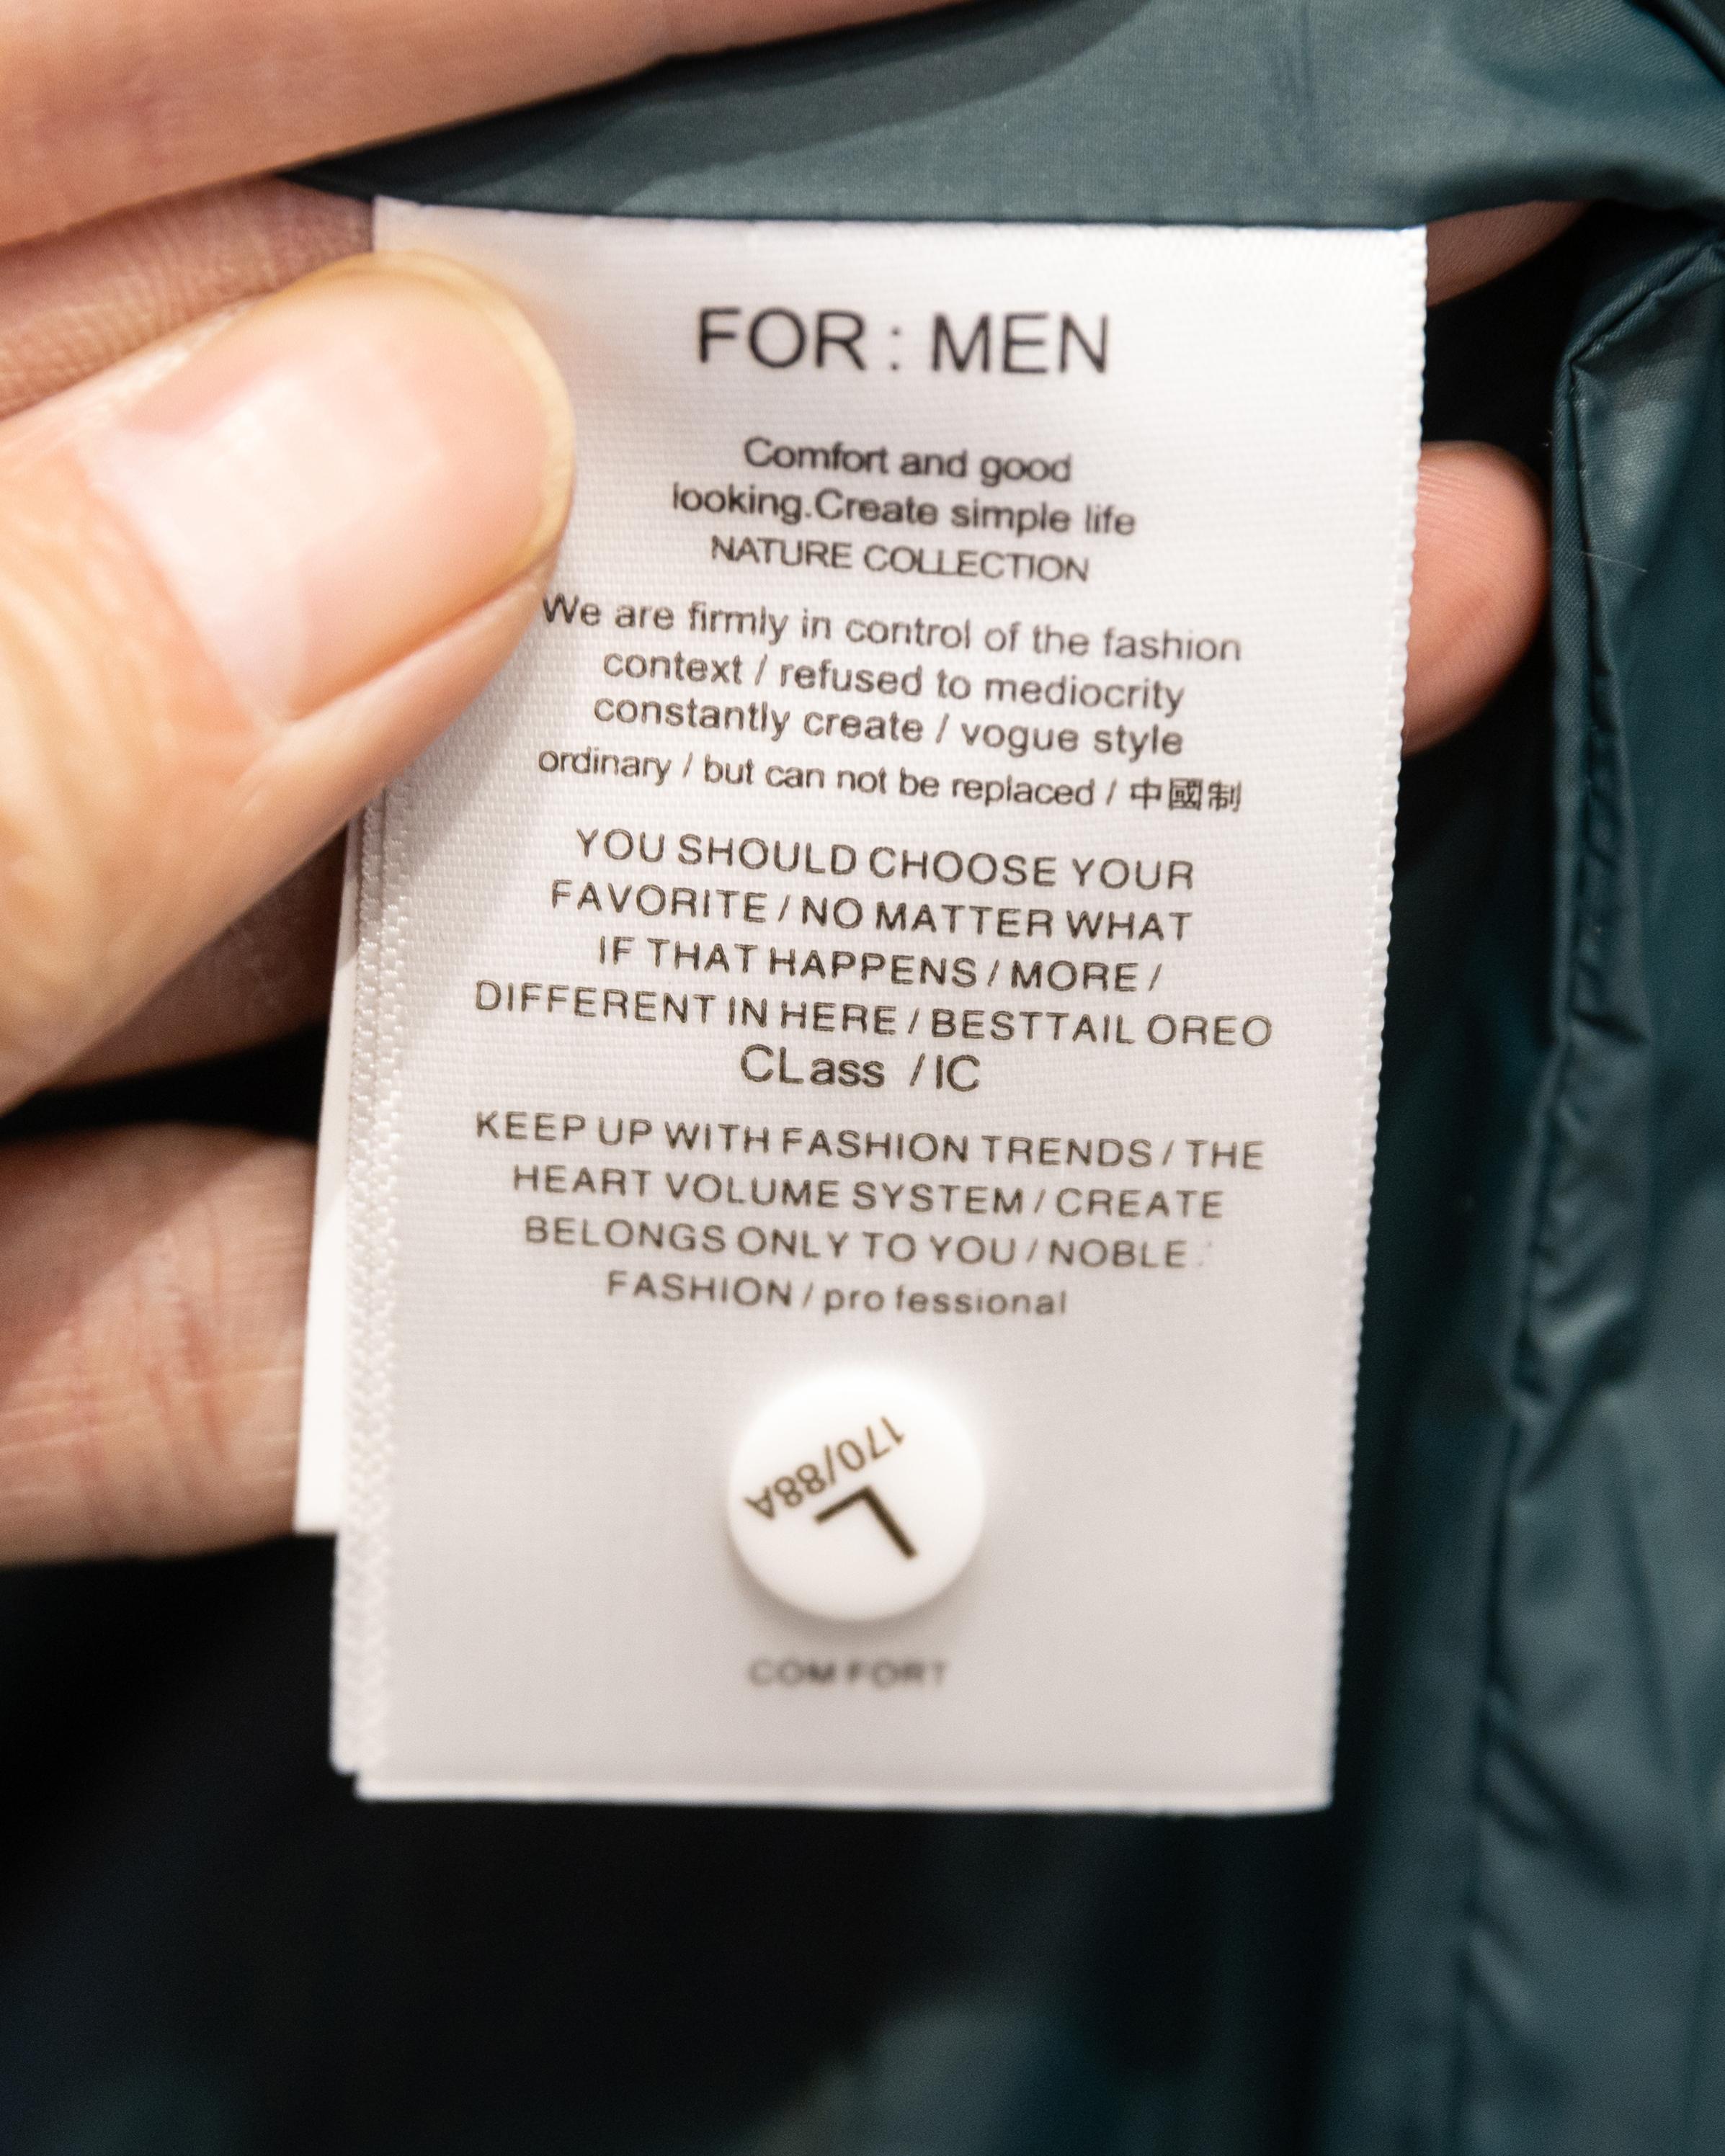 FOR : MEN
Comfort and good
looking.Create simple life
NATURE COLLECTION
We are firmly in control of the fashion
context / refused to mediocrity
constantly create / vogue style
ordinary / but can not be replaced / 中國制
YOU SHOULD CHOOSE YOUR
FAVORITE / NO MATTER WHAT
IF THAT HAPPENS / MORE /
DIFFERENT IN HERE / BESTTAIL OREO
CLass / IC
KEEP UP WITH FASHION TRENDS / THE
HEART VOLUME SYSTEM / CREATE
BELONGS ONLY TO YOU / NOBLE
FASHION / pro fessional
L
170/88A
COM FORT